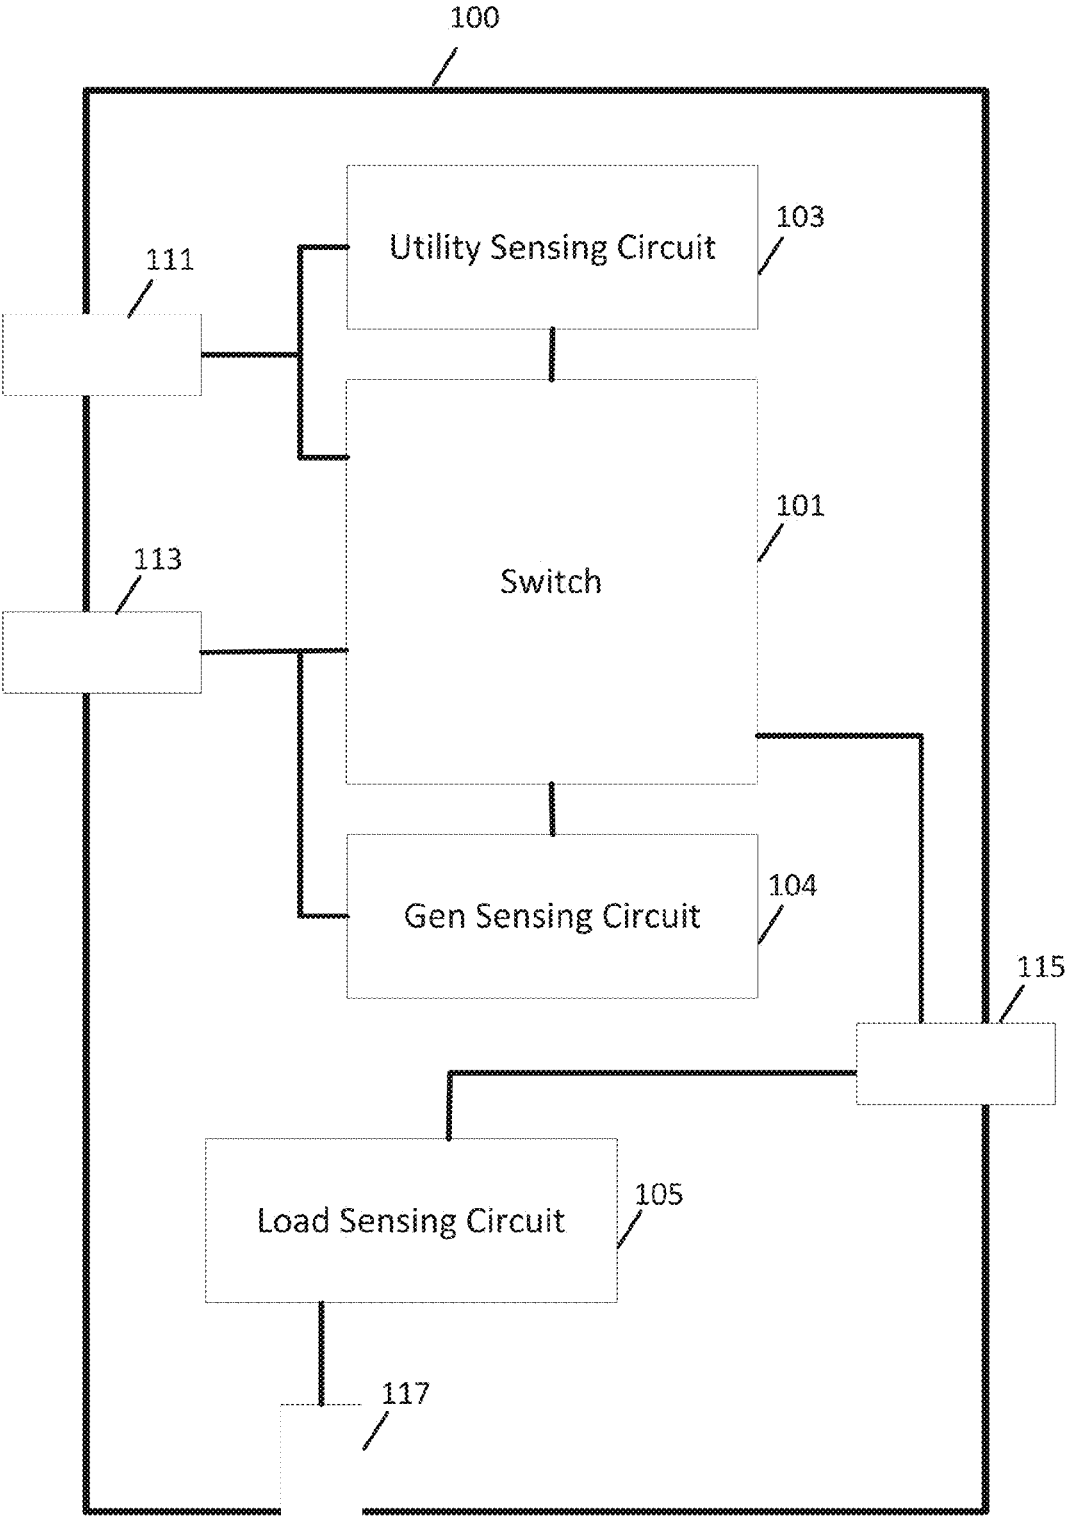 100
103
Utility Sensing Circuit
111
101
113
Switch
104
Gen Sensing Circuit
115
105
Load Sensing Circuit
117